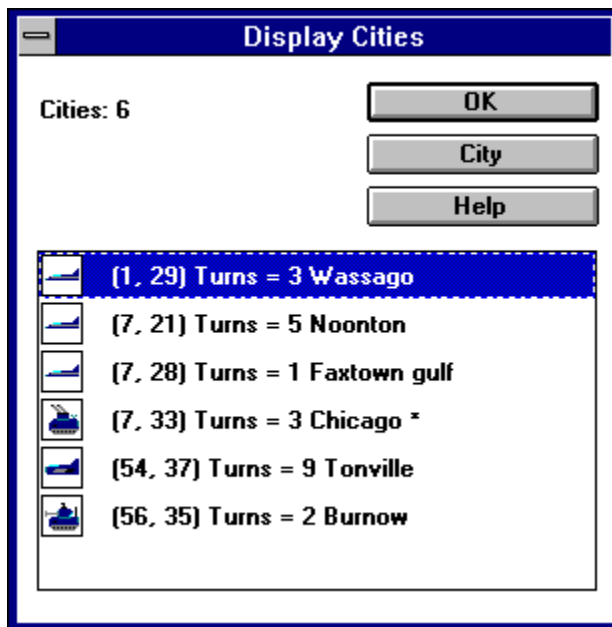 Display Cities
Cities: 6
OK
City
Help
(1, 29) Turns = 3 Wassago
(7, 21) Turns = 5 Noonton
(7, 28) Turns = 1 Faxtown gulf
(7, 33) Turns = 3 Chicago *
(54, 37) Turns = 9 Tonville
(56, 35) Turns = 2 Burnow